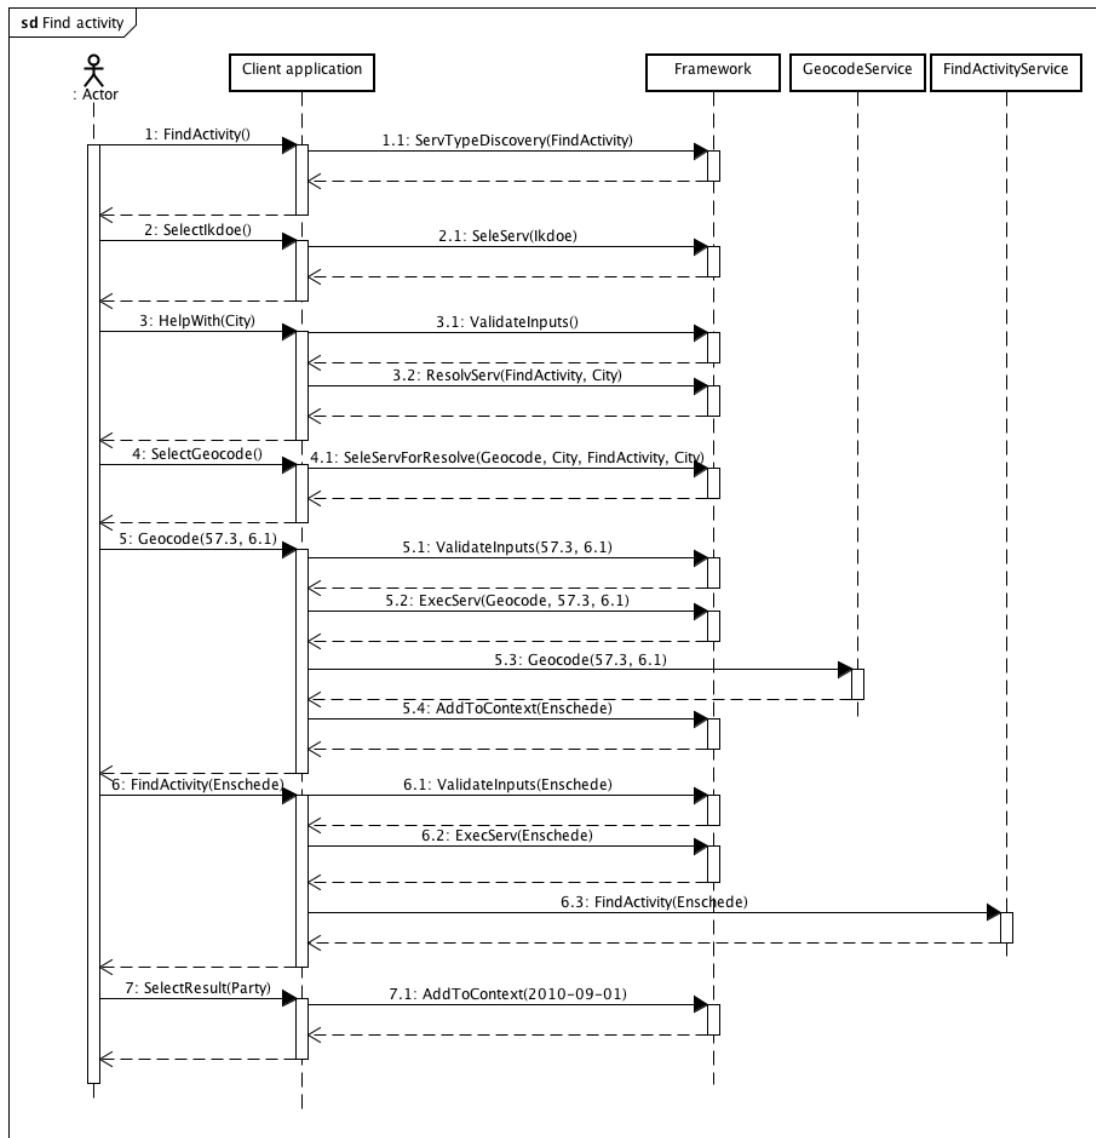 sd Find activity
: Actor
Client application
Framework
GeocodeService
FindActivityService
1: FindActivity()
1.1: ServTypeDiscovery(FindActivity)
2: SelectIkdoe()
2.1: SeleServ(Ikdoe)
3: HelpWith(City)
3.1: ValidateInputs()
3.2: ResolvServ(FindActivity, City)
4: SelectGeocode()
4.1: SeleServForResolve(Geocode, City, FindActivity, City)
5: Geocode(57.3, 6.1)
5.1: ValidateInputs(57.3, 6.1)
5.2: ExecServ(Geocode, 57.3, 6.1)
5.3: Geocode(57.3, 6.1)
5.4: AddToContext(Enschede)
6: FindActivity(Enschede)
6.1: ValidateInputs(Enschede)
6.2: ExecServ(Enschede)
6.3: FindActivity(Enschede)
7: SelectResult(Party)
7.1: AddToContext(2010-09-01)